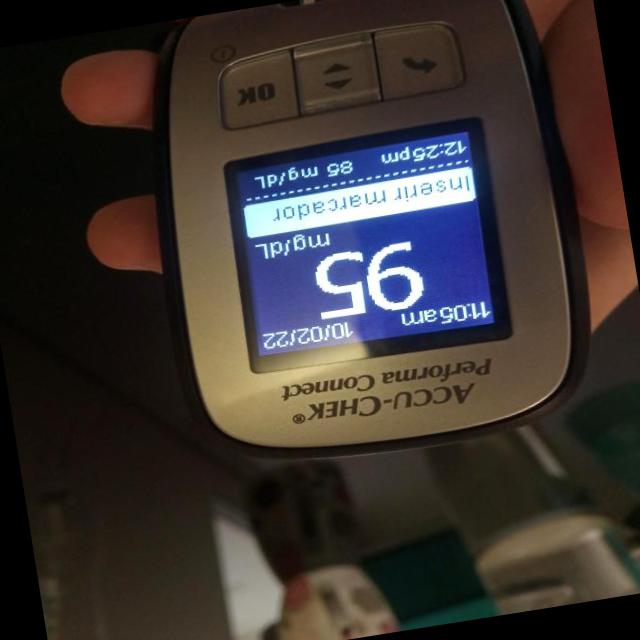 ACCU-CHEK®
Performa Connect
11:05am 10/02/22
95 mg/dL
Inserir marcador
12:25pm 85 mg/dL
OK